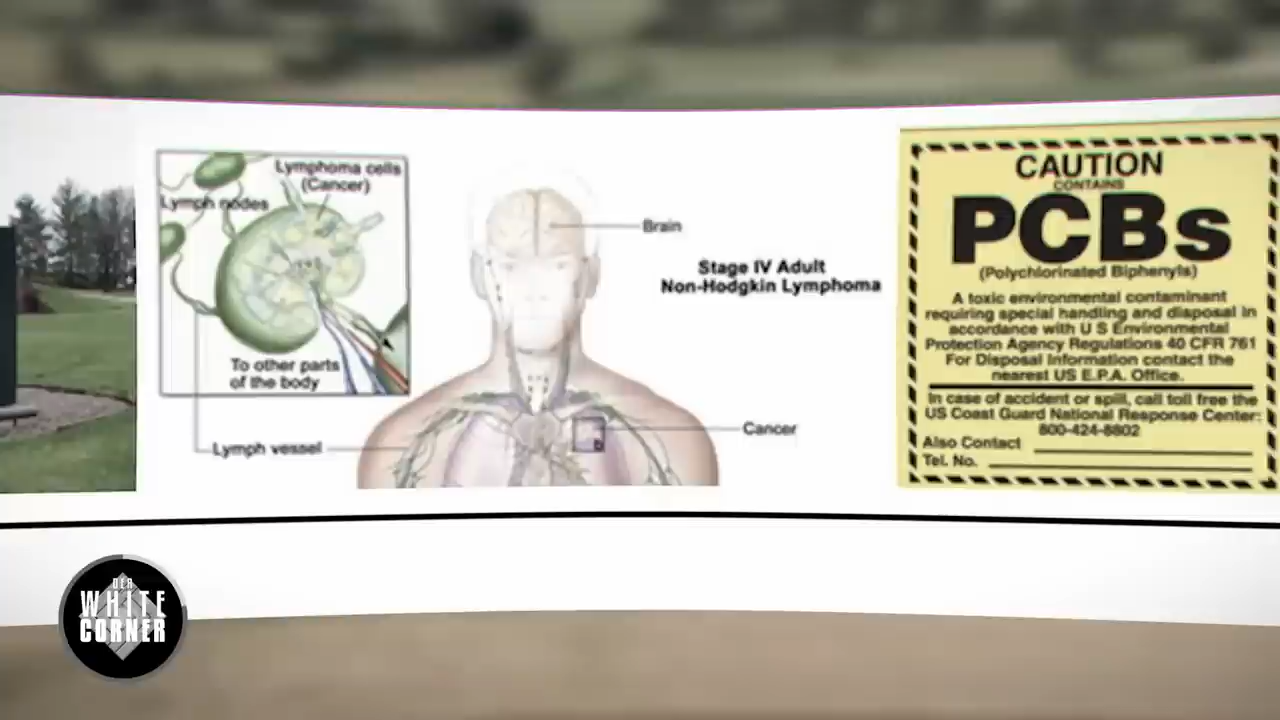 Lymphoma cells
(Cancer)
Lymph nodes
To other parts
of the body
Lymph vessel
Brain
Stage IV Adult
Non-Hodgkin Lymphoma
Cancer
CAUTION
CONTAINS
PCBs
(Polychlorinated Biphenyls)
A toxic environmental contaminant
requiring special handling and disposal in
accordance with U S Environmental
Protection Agency Regulations 40 CFR 761
For Disposal Information contact the
nearest US E.P.A. Office.
In case of accident or spill, call toll free the
US Coast Guard National Response Center:
800-424-8802
Also Contact
Tel. No.
DER
WHITE
CORNER